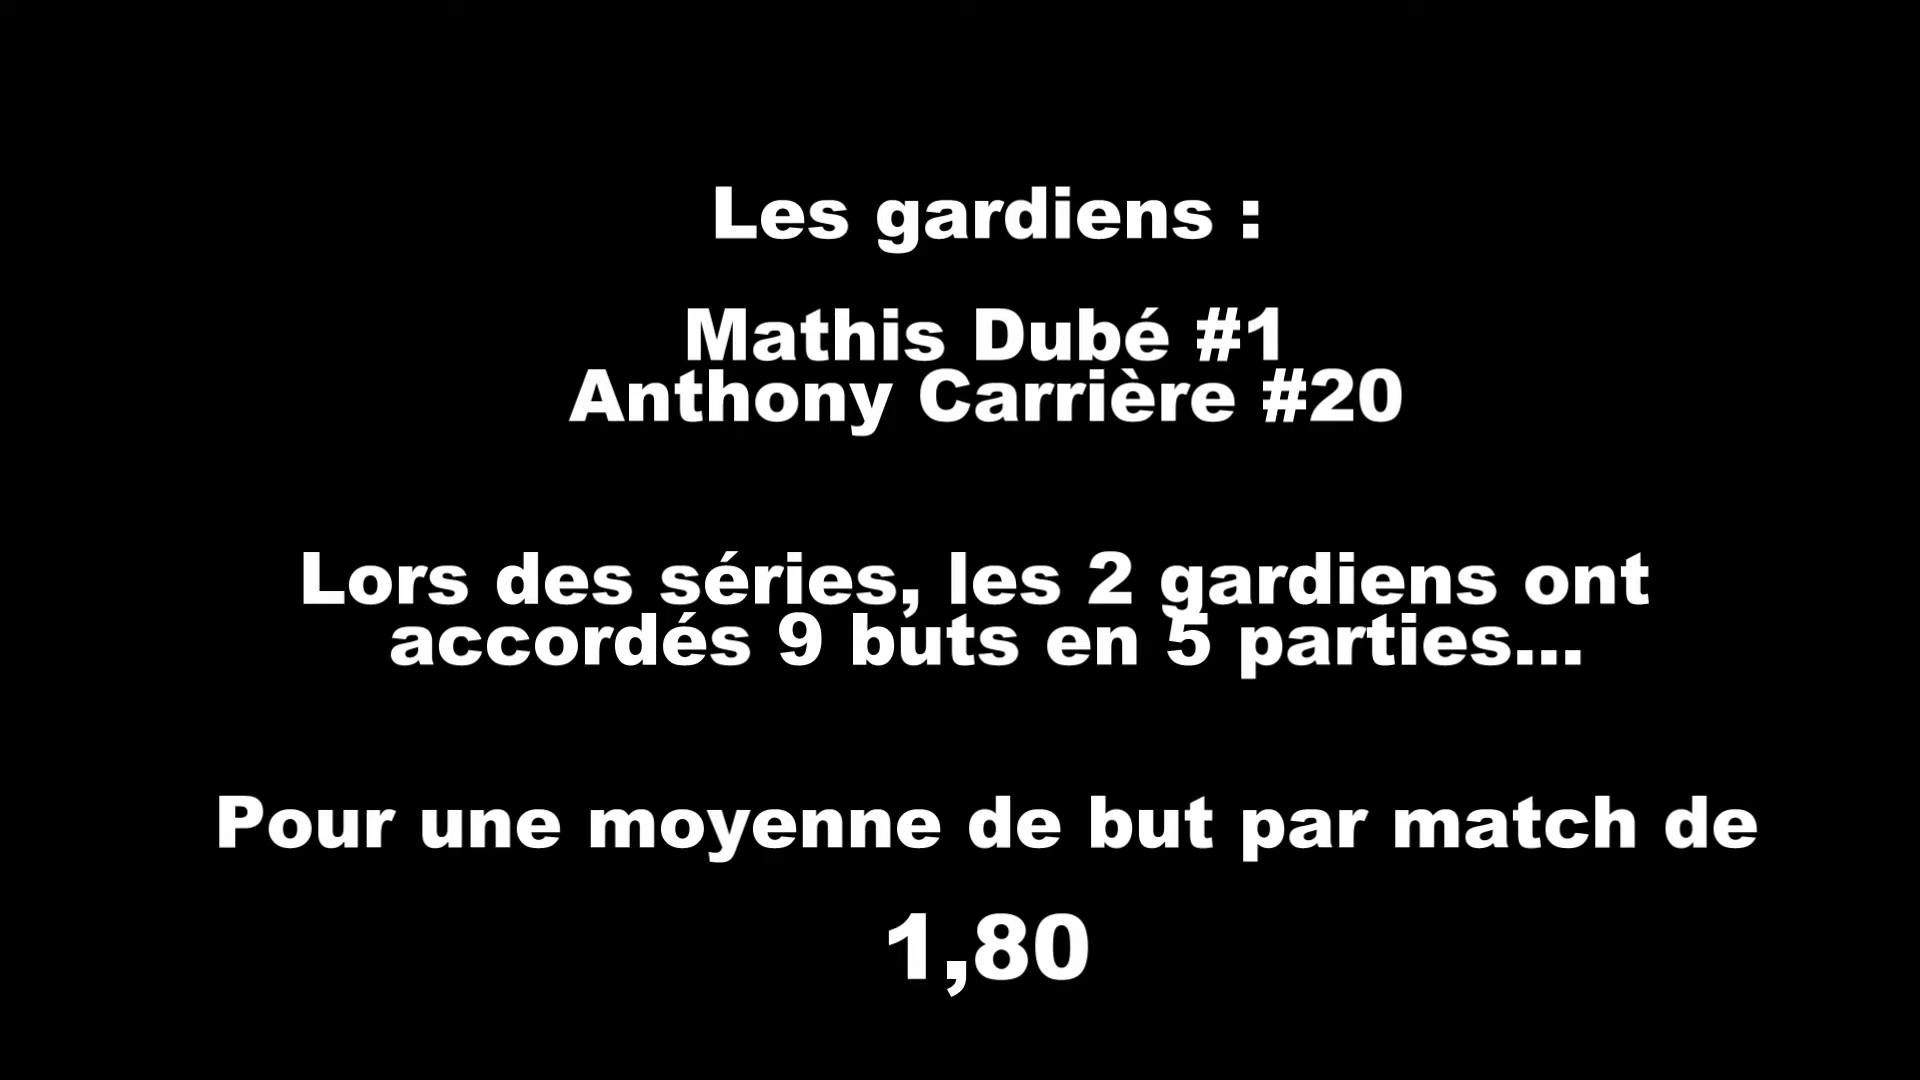 Les gardiens :
Mathis Dubé #1
Anthony Carrière #20
Lors des séries, les 2 gardiens ont
accordés 9 buts en 5 parties...
Pour une moyenne de but par match de
1,80